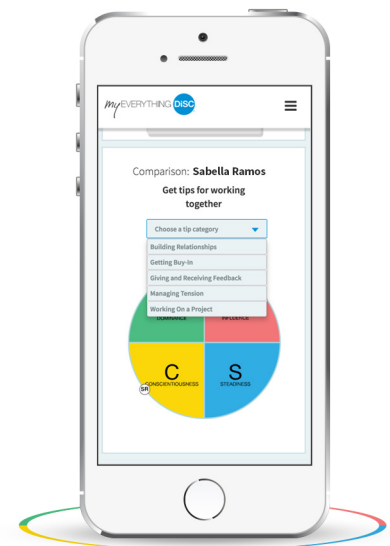 my EVERYTHING DiSC
Comparison: Sabella Ramos
Get tips for working
together
Choose a tip category
Building Relationships
Getting Buy-In
Giving and Receiving Feedback
Managing Tension
Working On a Project
DOMINANCE INFLUENCE
C S
CONSCIENTIOUSNESS STEADINESS
SR